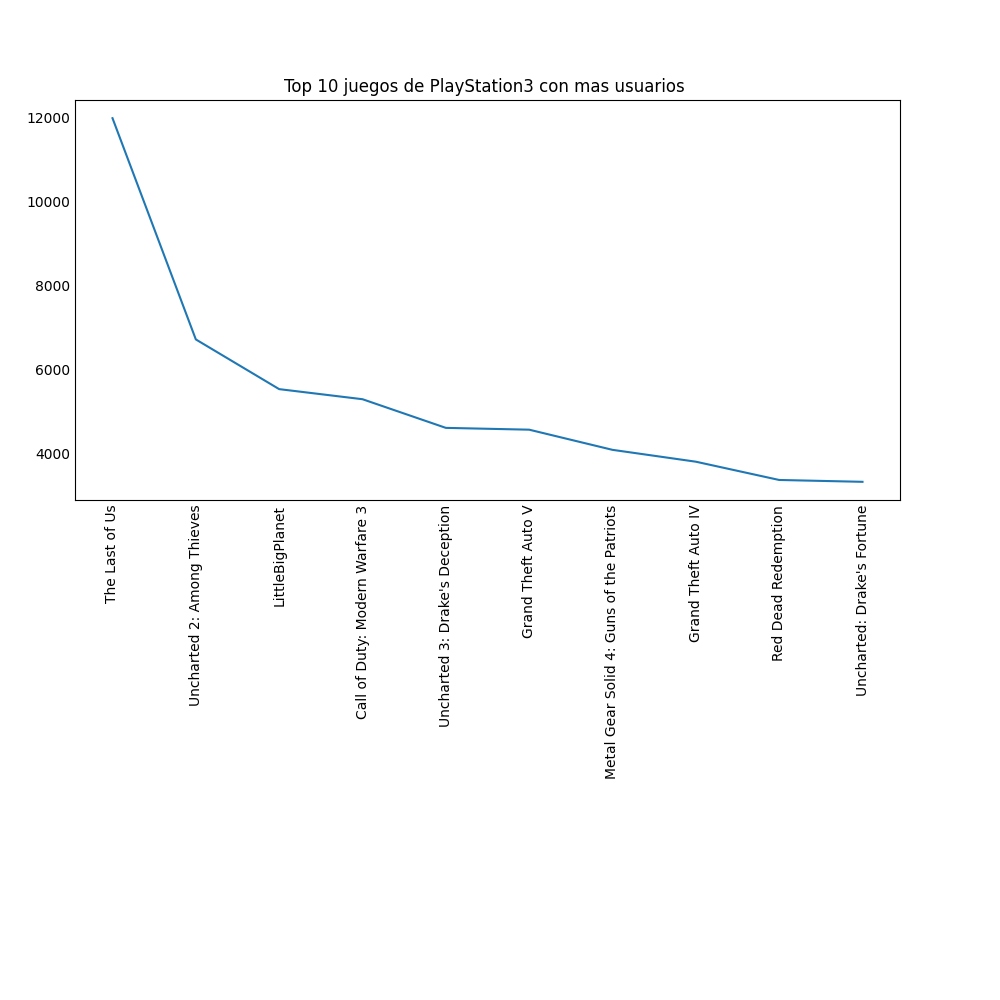 Top 10 juegos de PlayStation3 con mas usuarios
12000
10000
8000
6000
4000
The Last of Us
Uncharted 2: Among Thieves
LittleBigPlanet
Call of Duty: Modern Warfare 3
Uncharted 3: Drake's Deception
Grand Theft Auto V
Metal Gear Solid 4: Guns of the Patriots
Grand Theft Auto IV
Red Dead Redemption
Uncharted: Drake's Fortune